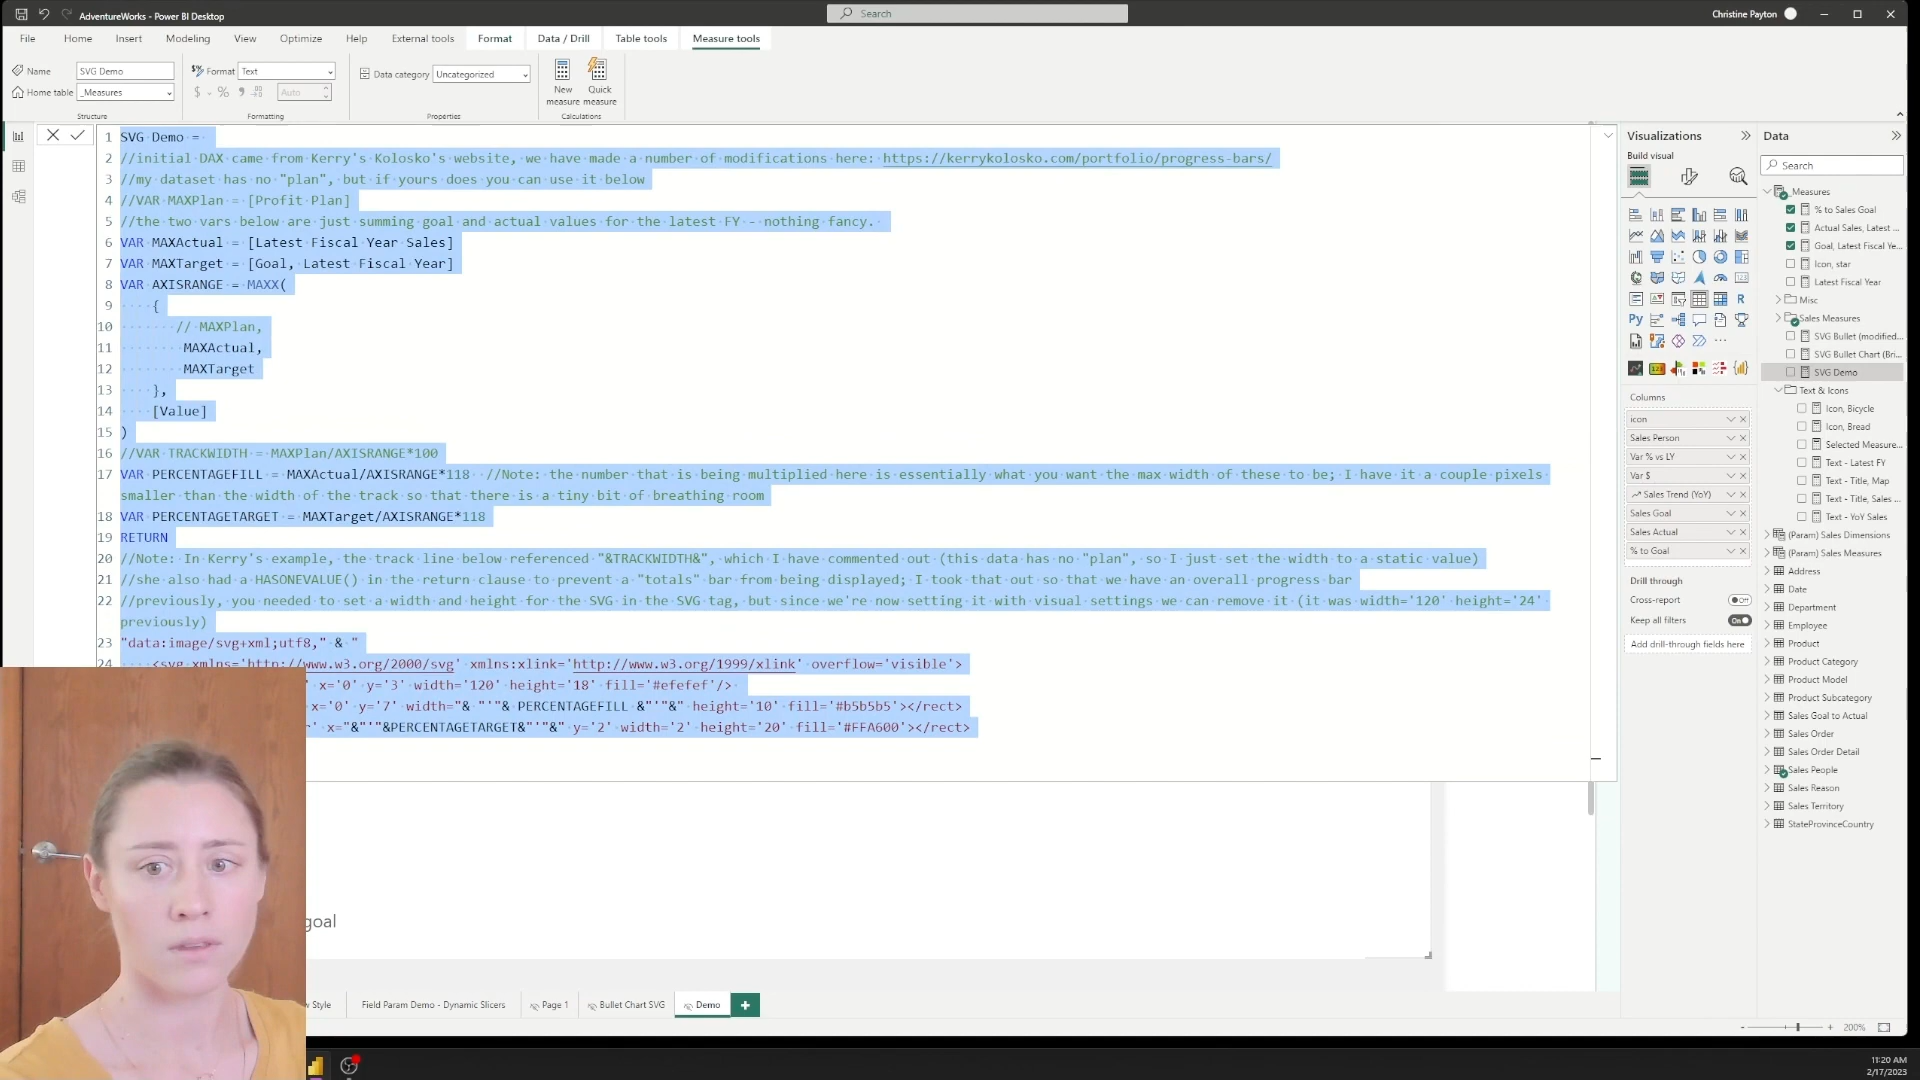 AdventureWorks - Power BI Desktop
Search
Christine Payton
File Home Insert Modeling View Optimize Help External tools Format Data / Drill Table tools Measure tools
Name SVG Demo
Format Text
Data category Uncategorized
New measure
Quick measure
Home table _Measures
$ % Auto
Structure Formatting Properties Calculations
1 SVG Demo =
2 //initial DAX came from Kerry's Kolosko's website, we have made a number of modifications here: https://kerrykolosko.com/portfolio/progress-bars/
3 //my dataset has no "plan", but if yours does you can use it below
4 //VAR MAXPlan = [Profit Plan]
5 //the two vars below are just summing goal and actual values for the latest FY - nothing fancy.
6 VAR MAXActual = [Latest Fiscal Year Sales]
7 VAR MAXTarget = [Goal, Latest Fiscal Year]
8 VAR AXISRANGE = MAXX(
9 {
10 // MAXPlan,
11 MAXActual,
12 MAXTarget
13 },
14 [Value]
15 )
16 //VAR TRACKWIDTH = MAXPlan/AXISRANGE*100
17 VAR PERCENTAGEFILL = MAXActual/AXISRANGE*118 //Note: the number that is being multiplied here is essentially what you want the max width of these to be; I have it a couple pixels
smaller than the width of the track so that there is a tiny bit of breathing room
18 VAR PERCENTAGETARGET = MAXTarget/AXISRANGE*118
19 RETURN
20 //Note: In Kerry's example, the track line below referenced "&TRACKWIDTH&", which I have commented out (this data has no "plan", so I just set the width to a static value)
21 //she also had a HASONEVALUE() in the return clause to prevent a "totals" bar from being displayed; I took that out so that we have an overall progress bar
22 //previously, you needed to set a width and height for the SVG in the SVG tag, but since we're now setting it with visual settings we can remove it (it was width='120' height='24'
previously)
23 "data:image/svg+xml;utf8," & "
24 <svg xmlns='http://www.w3.org/2000/svg' xmlns:xlink='http://www.w3.org/1999/xlink' overflow='visible'>
' x='0' y='3' width='120' height='18' fill='#efefef'/>
x='0' y='7' width="& "'"& PERCENTAGEFILL &"'"&" height='10' fill='#b5b5b5'></rect>
r' x="&"'"&PERCENTAGETARGET&"'"&" y='2' width='2' height='20' fill='#FFA600'></rect>
goal
w Style Field Param Demo - Dynamic Slicers Page 1 Bullet Chart SVG Demo
Visualizations
Build visual
Columns
icon
Sales Person
Var % vs LY
Var $
Sales Trend (YoY)
Sales Goal
Sales Actual
% to Goal
Drill through
Cross-report Off
Keep all filters On
Add drill-through fields here
Data
Search
_Measures
% to Sales Goal
Actual Sales, Latest ...
Goal, Latest Fiscal Ye...
Icon, star
Latest Fiscal Year
Misc
Sales Measures
SVG Bullet (modified...
SVG Bullet Chart (Bri...
SVG Demo
Text & Icons
Icon, Bicycle
Icon, Bread
Selected Measure...
Text - Latest FY
Text - Title, Map
Text - Title, Sales ...
Text - YoY Sales
(Param) Sales Dimensions
(Param) Sales Measures
Address
Date
Department
Employee
Product
Product Category
Product Model
Product Subcategory
Sales Goal to Actual
Sales Order
Sales Order Detail
Sales People
Sales Reason
Sales Territory
StateProvinceCountry
200%
11:20 AM
2/17/2023